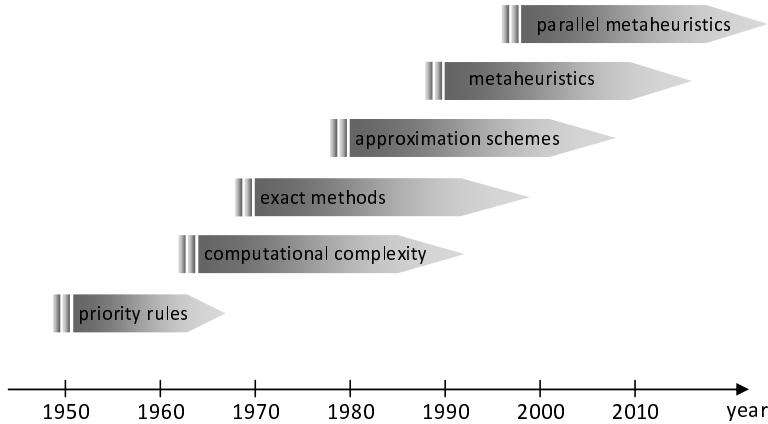 parallel metaheuristics
metaheuristics
approximation schemes
exact methods
computational complexity
priority rules
1950 1960 1970 1980 1990 2000 2010 year